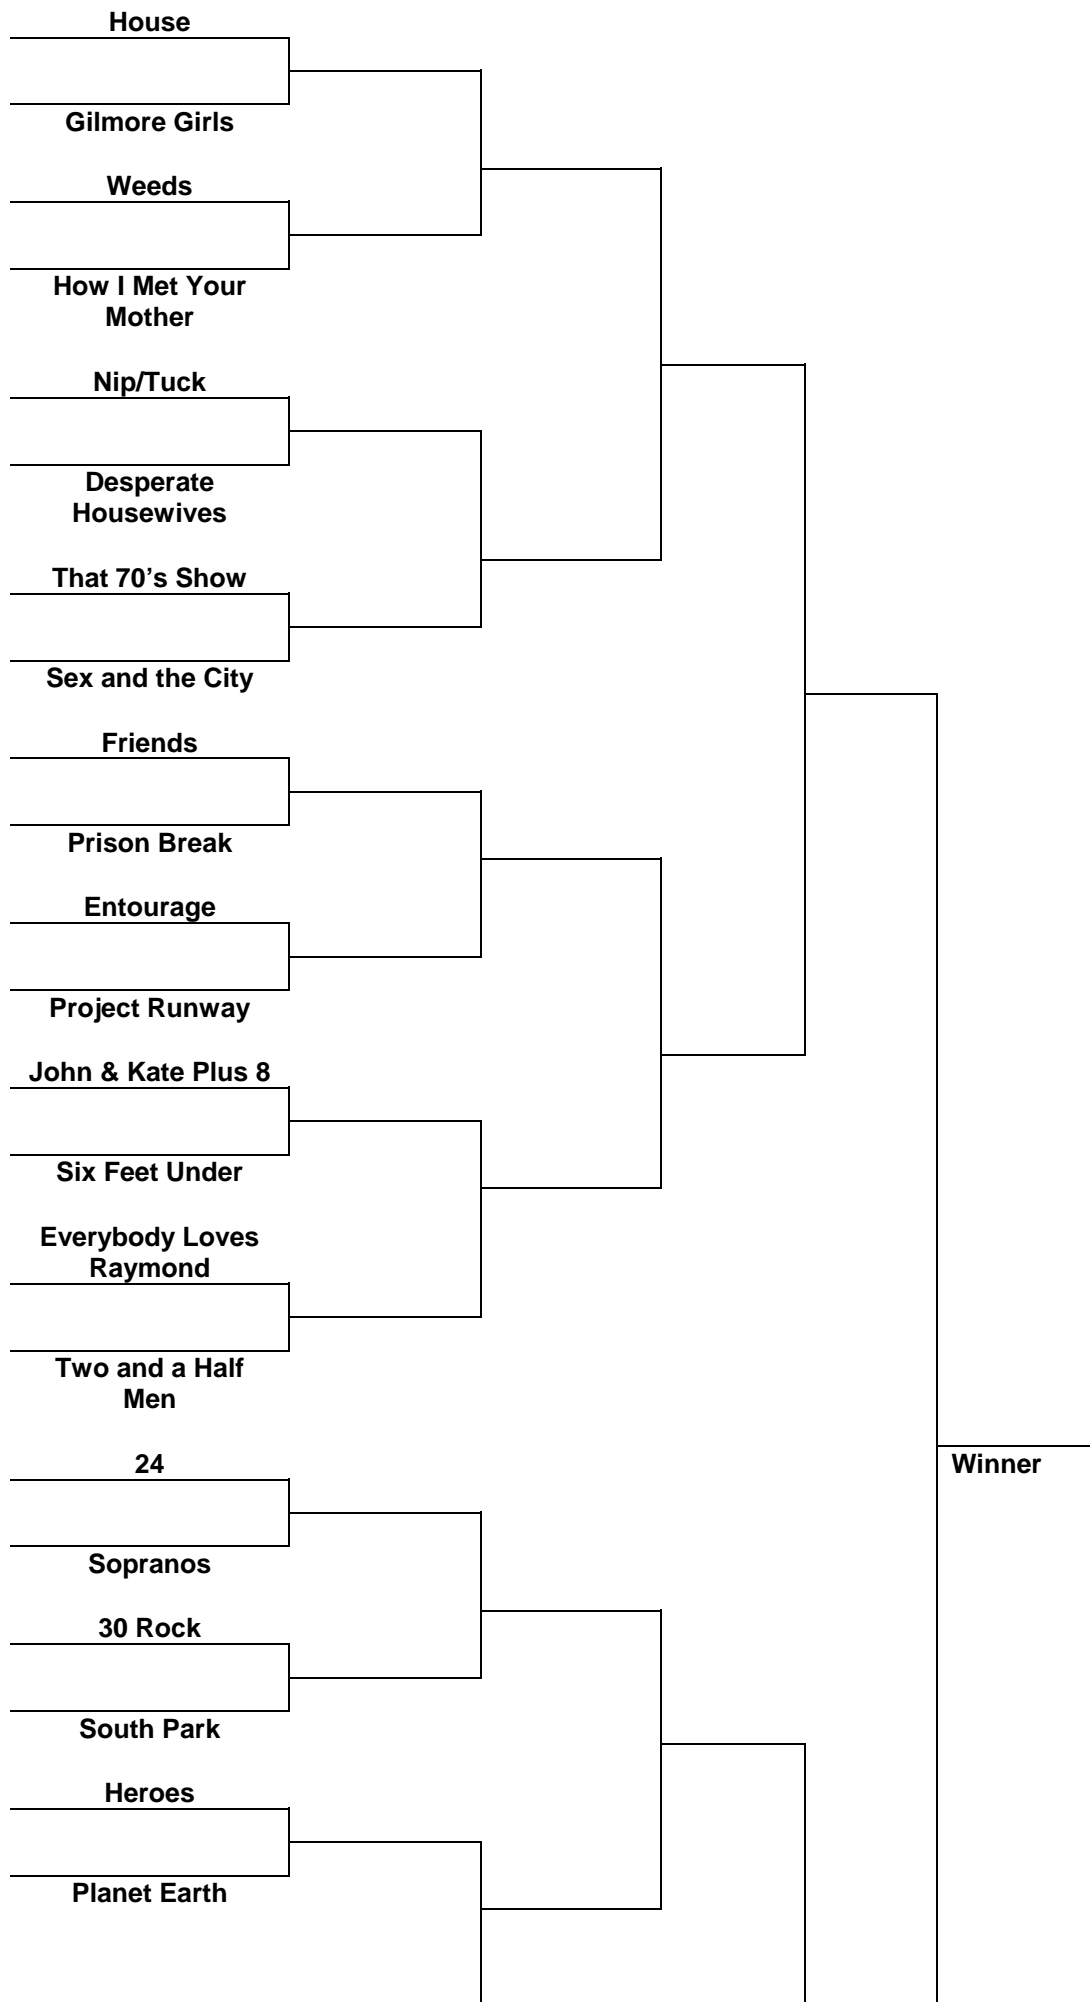 House
Gilmore Girls
Weeds
How I Met Your
Mother
Nip/Tuck
Desperate
Housewives
That 70’s Show
Sex and the City
Friends
Prison Break
Entourage
Project Runway
John & Kate Plus 8
Six Feet Under
Everybody Loves
Raymond
Two and a Half
Men
24
Winner
Sopranos
30 Rock
South Park
Heroes
Planet Earth